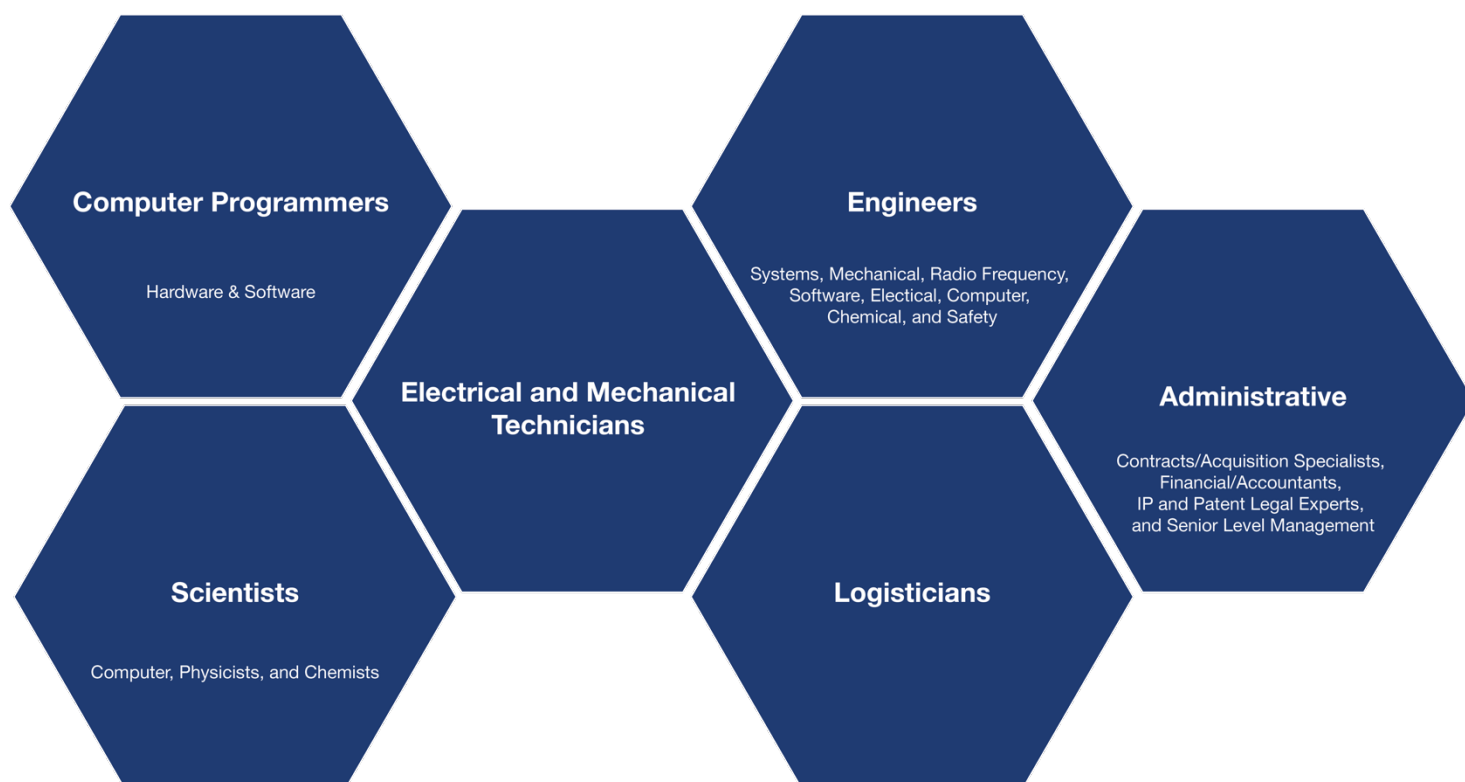 Computer Programmers
Hardware & Software
Engineers
Systems, Mechanical, Radio Frequency,
Software, Electical, Computer,
Chemical, and Safety
Electrical and Mechanical
Technicians
Administrative
Contracts/Acquisition Specialists,
Financial/Accountants,
IP and Patent Legal Experts,
and Senior Level Management
Scientists
Computer, Physicists, and Chemists
Logisticians